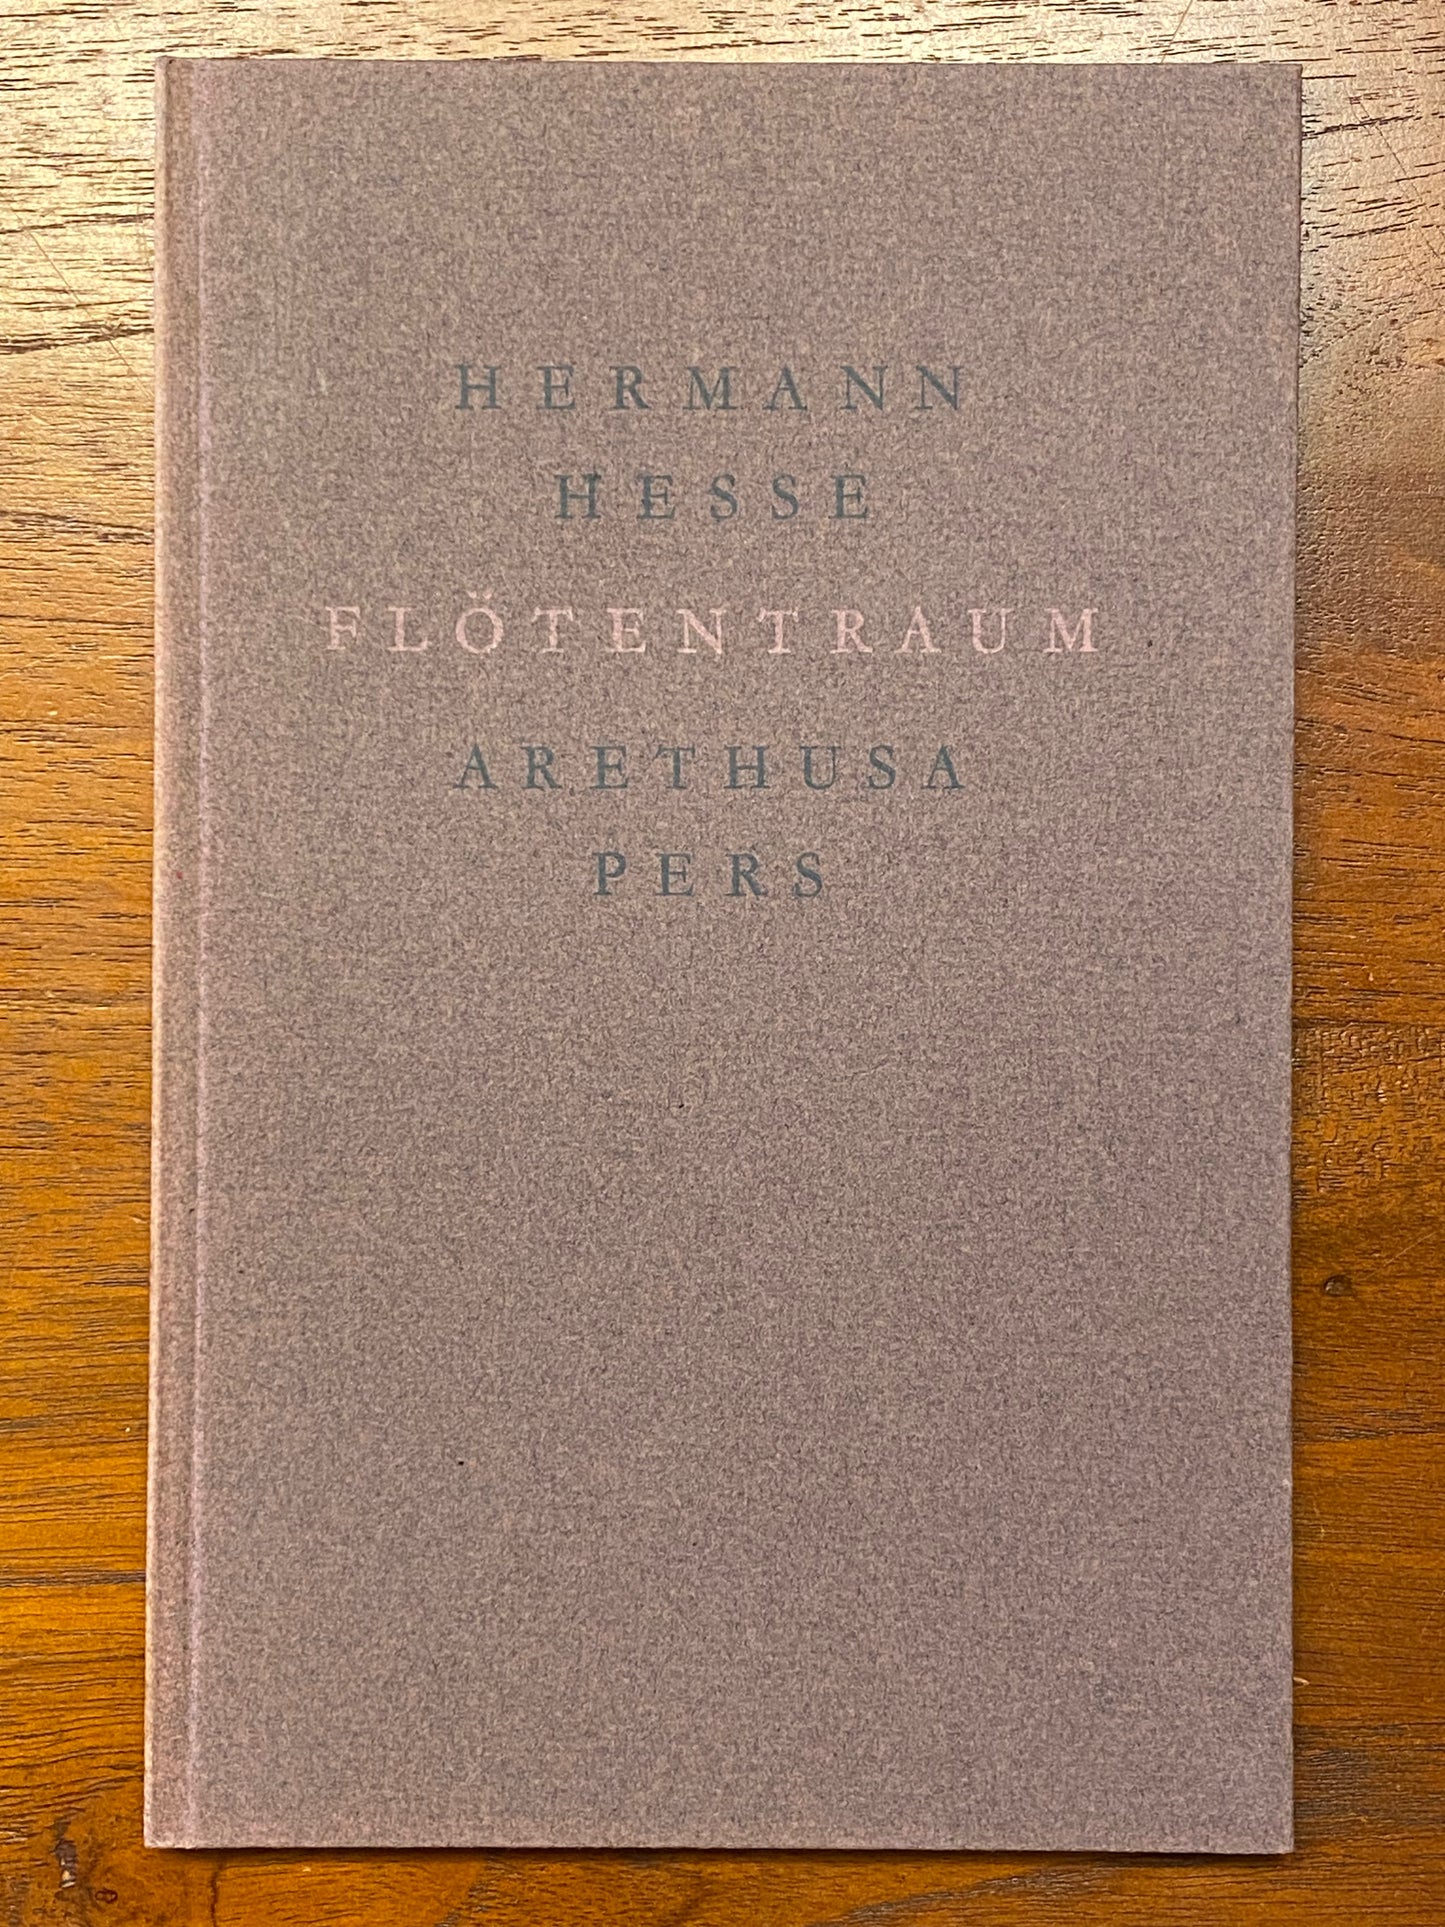 HERMANN
HESSE
FLÖTENTRAUM
ARETHUSA
PERS